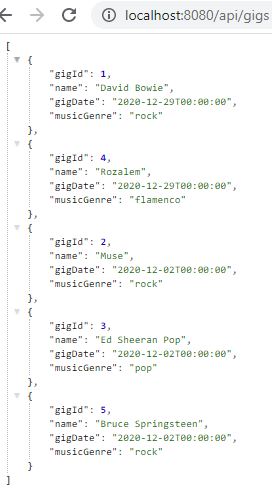 localhost:8080/api/gigs
[
{
"gigId": 1,
"name": "David Bowie",
"gigDate": "2020-12-29T00:00:00",
"musicGenre": "rock"
},
{
"gigId": 4,
"name": "Rozalem",
"gigDate": "2020-12-29T00:00:00",
"musicGenre": "flamenco"
},
{
"gigId": 2,
"name": "Muse",
"gigDate": "2020-12-02T00:00:00",
"musicGenre": "rock"
},
{
"gigId": 3,
"name": "Ed Sheeran Pop",
"gigDate": "2020-12-02T00:00:00",
"musicGenre": "pop"
},
{
"gigId": 5,
"name": "Bruce Springsteen",
"gigDate": "2020-12-02T00:00:00",
"musicGenre": "rock"
}
]